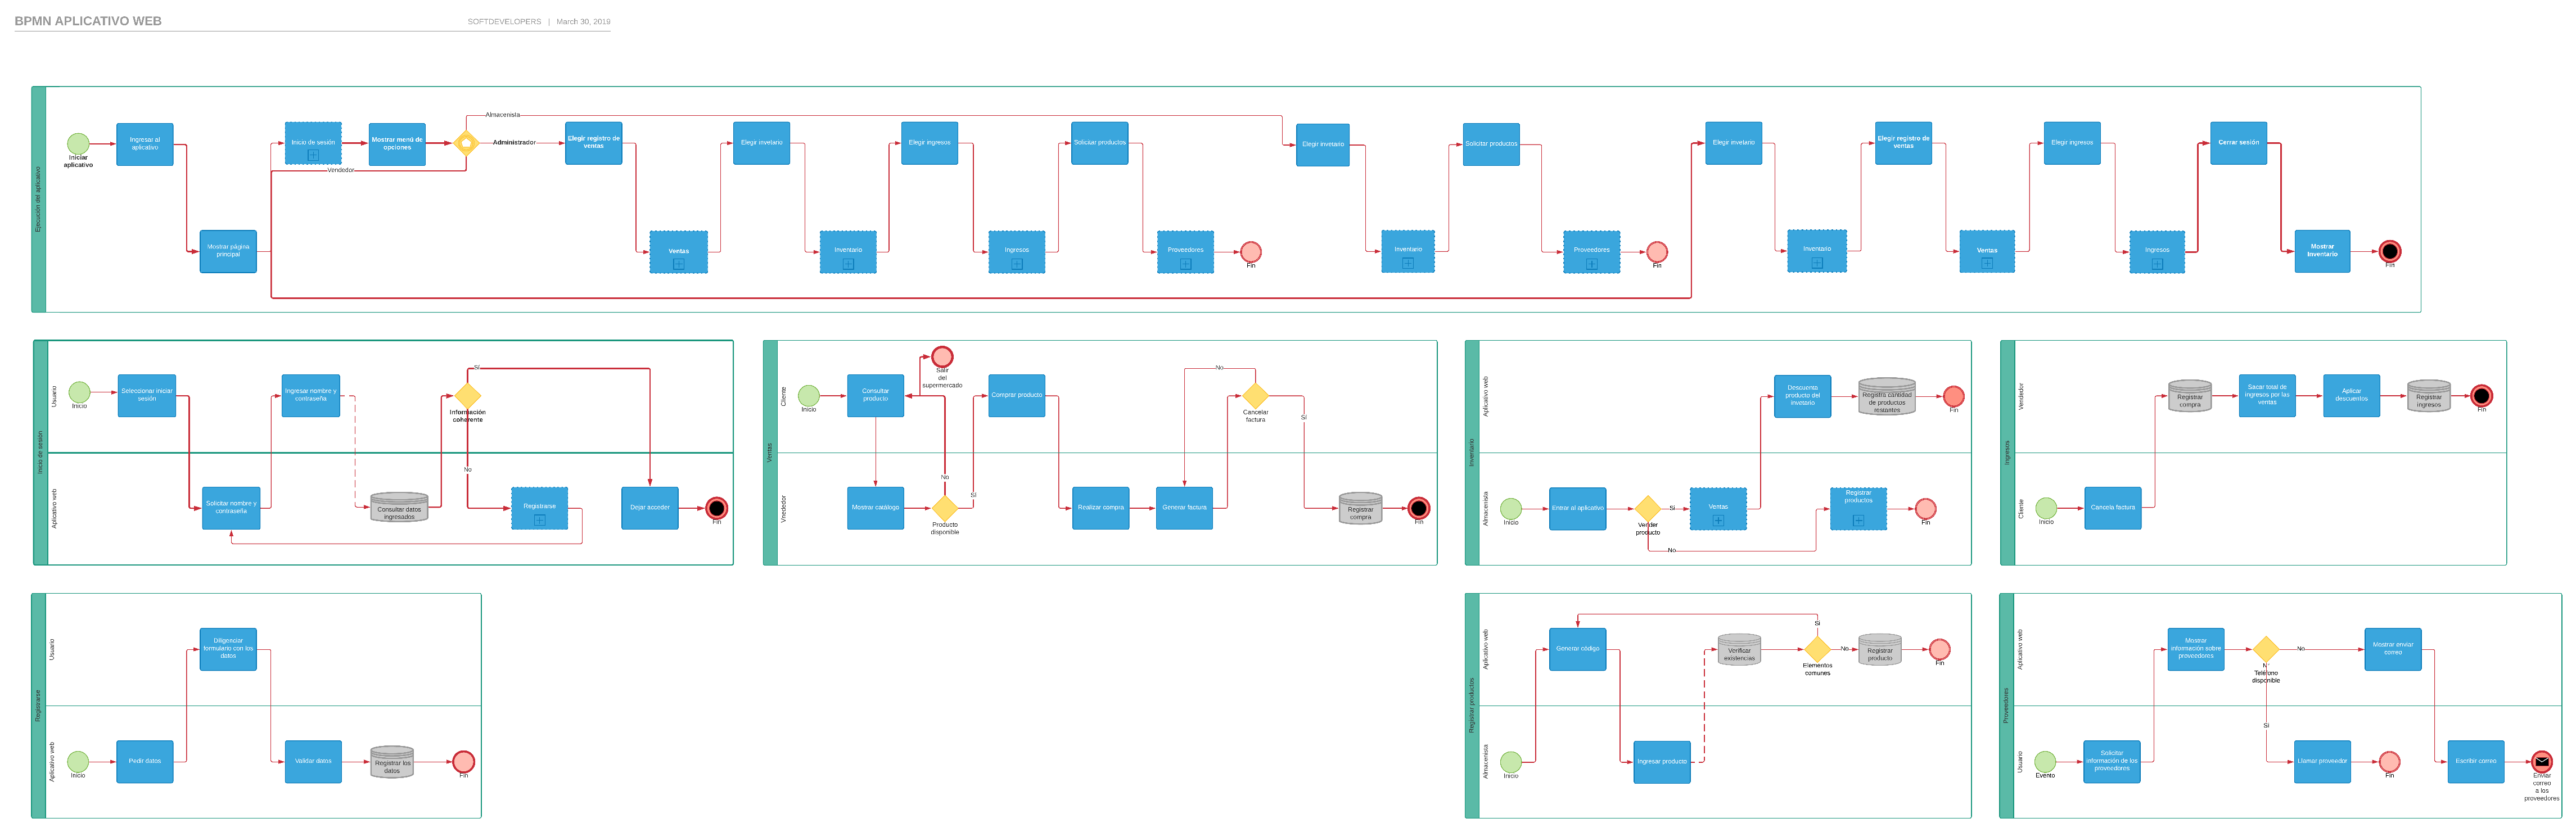 BPMN APLICATIVO WEB
SOFTDEVELOPERS | March 30, 2019
Ejecución del aplicativo
Iniciar
aplicativo
Ingresar al
aplicativo
Mostrar página
principal
Inicio de sesión
Mostrar menú de
opciones
Almacenista
Administrador
Vendedor
Elegir registro de
ventas
Ventas
Elegir invetario
Inventario
Elegir ingresos
Ingresos
Solicitar productos
Proveedores
Fin
Elegir invetario
Inventario
Solicitar productos
Proveedores
Fin
Elegir invetario
Inventario
Elegir registro de
ventas
Ventas
Elegir ingresos
Ingresos
Cerrar sesión
Mostrar
Inventario
Fin
Inicio de sesión
Usuario
Aplicativo web
Inicio
Seleccionar iniciar
sesión
Solicitar nombre y
contraseña
Ingresar nombre y
contraseña
Consultar datos
ingresados
Sí
Información
coherente
No
Registrarse
Dejar acceder
Fin
Ventas
Cliente
Vnededor
Inicio
Consultar
producto
Mostrar catálogo
Salir
del
supermercado
No
Producto
disponible
Sí
Comprar producto
Realizar compra
Generar factura
No
Cancelar
factura
Sí
Registrar
compra
Fin
Inventario
Aplicativo web
Almacenista
Inicio
Entrar al aplicativo
Vender
producto
Si
No
Ventas
Descuento
producto del
invetario
Registra cantidad
de productos
restantes
Fin
Registrar
productos
Fin
Ingresos
Vendedor
Cliente
Inicio
Cancela factura
Registrar
compra
Sacar total de
ingresos por las
ventas
Aplicar
descuentos
Registrar
ingresos
Fin
Registrarse
Usuario
Aplicativo web
Inicio
Pedir datos
Diligenciar
formulario con los
datos
Validar datos
Registrar los
datos
Fin
Registrar productos
Aplicativo web
Almacenista
Inicio
Generar código
Ingresar producto
Verificar
existencias
Si
Elementos
comunes
No
Registrar
producto
Fin
Proveedores
Aplicativo web
Usuario
Evento
Solicitar
información de los
proveedores
Mostrar
información sobre
proveedores
Teléfono
disponible
No
Si
Llamar proveedor
Fin
Mostrar enviar
correo
Escribir correo
Enviar
correo
a los
proveedores